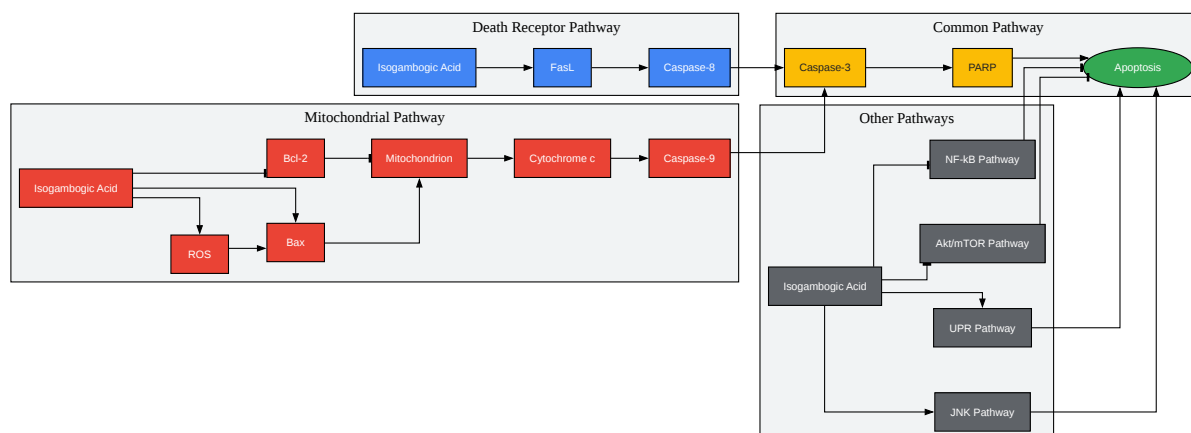 Death Receptor Pathway
Isogambogic Acid
FasL
Caspase-8
Common Pathway
Caspase-3
PARP
Apoptosis
Mitochondrial Pathway
Isogambogic Acid
Bcl-2
Mitochondrion
Cytochrome c
Caspase-9
ROS
Bax
Other Pathways
NF-kB Pathway
Akt/mTOR Pathway
Isogambogic Acid
UPR Pathway
JNK Pathway